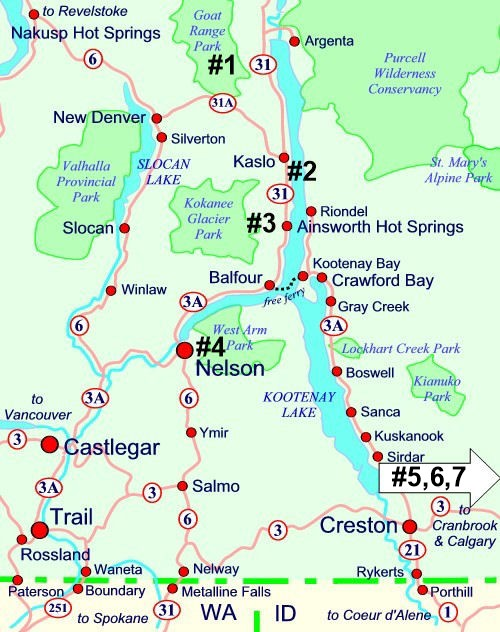 to Revelstoke
Nakusp Hot Springs
6
Goat
Range
Park
#1
31
Argenta
Purcell
Wilderness
Conservancy
31A
New Denver
Silverton
Kaslo
#2
St. Mary's
Alpine Park
Valhalla
Provincial
Park
SLOCAN
LAKE
31
Kokanee
Glacier
Park
#3
Riondel
Ainsworth Hot Springs
Slocan
Kootenay Bay
Balfour
Crawford Bay
free ferry
Winlaw
3A
Gray Creek
6
West Arm
Park
3A
#4
Nelson
Lockhart Creek Park
Boswell
Kianuko
Park
to
Vancouver
3A
6
KOOTENAY
LAKE
Sanca
3
Castlegar
Ymir
Kuskanook
Sirdar
#5,6,7
3A
3
Salmo
3
to
Cranbrook
& Calgary
Trail
6
3
Creston
Rossland
21
Waneta
Nelway
Rykerts
Paterson
Boundary
Metalline Falls
Porthill
251
to Spokane
31
WA
ID
to Coeur d'Alene
1